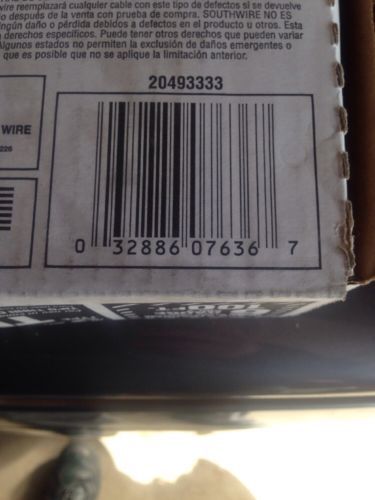 wire reemplazará cualquier cable con este tipo de defectos si se devuelve
después de la venta con prueba de compra. SOUTHWIRE NO ES
ningún daño o pérdida debidos a defectos en el producto u otros. Esta
derechos específicos. Puede tener otros derechos que pueden variar
Algunos estados no permiten la exclusión de daños emergentes o
que es posible que no se aplique la limitación anterior.
20493333
WIRE
226
0 32886 07636 7